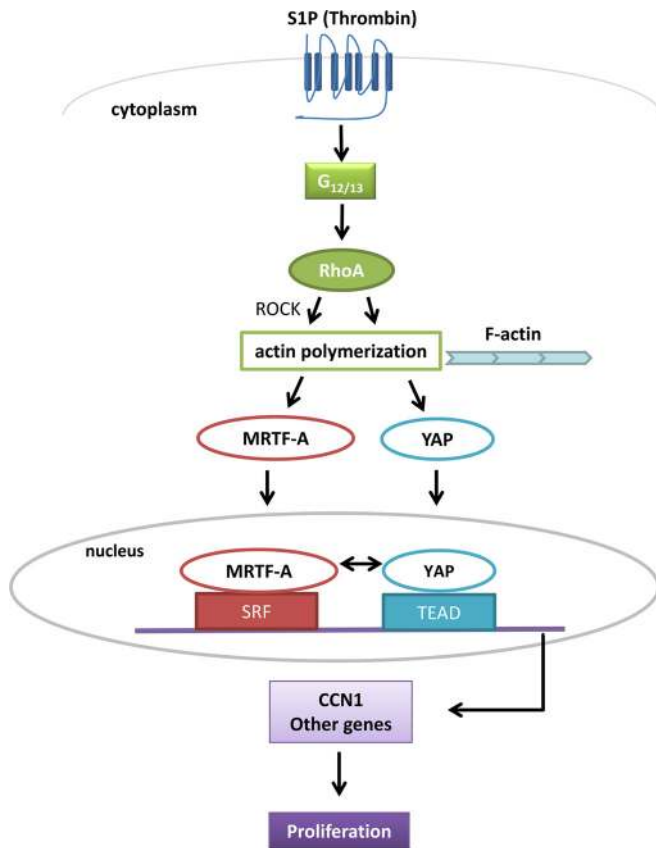 S1P (Thrombin)
cytoplasm
G12/13
RhoA
ROCK
actin polymerization
F-actin
MRTF-A
YAP
nucleus
MRTF-A
YAP
SRF
TEAD
CCN1
Other genes
Proliferation